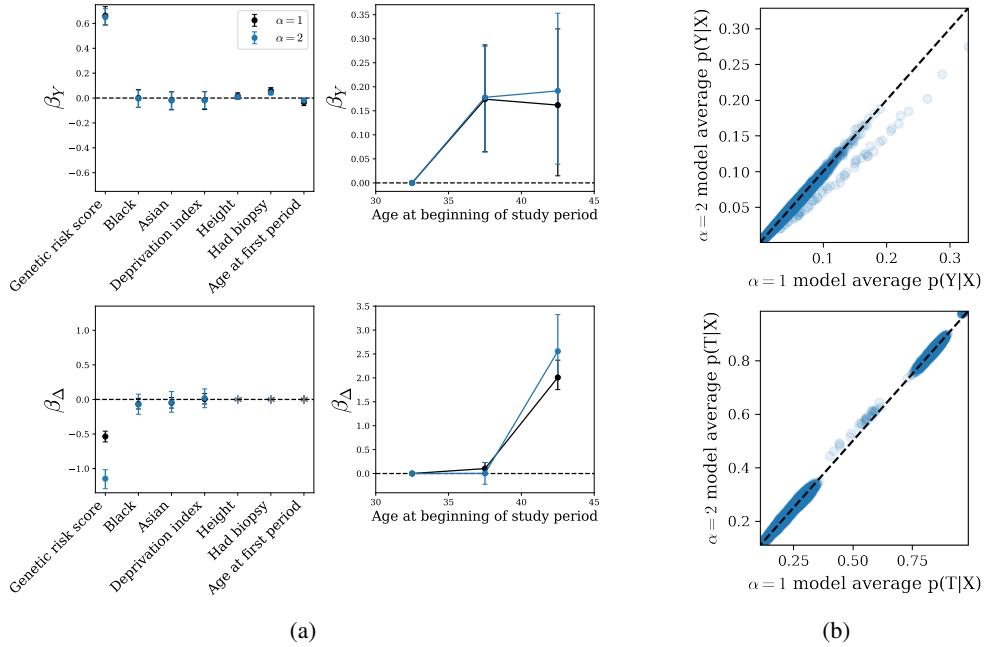 0.6
0.4
0.2
0.0
−0.2
−0.4
−0.6
β_Y
α = 1
α = 2
Genetic risk score
Black
Asian
Deprivation index
Height
Had biopsy
Age at first period
0.40
0.35
0.30
0.25
0.20
0.15
0.10
0.05
0.00
β_Y
30 35 40 45
Age at beginning of study period
0.30
0.25
0.20
0.15
0.10
0.05
α = 2 model average p(Y|X)
0.1 0.2 0.3
α = 1 model average p(Y|X)
1.0
0.5
0.0
−0.5
−1.0
β_Δ
Genetic risk score
Black
Asian
Deprivation index
Height
Had biopsy
Age at first period
3.5
3.0
2.5
2.0
1.5
1.0
0.5
0.0
β_Δ
30 35 40 45
Age at beginning of study period
0.8
0.6
0.4
0.2
α = 2 model average p(T|X)
0.25 0.50 0.75
α = 1 model average p(T|X)
(a)
(b)